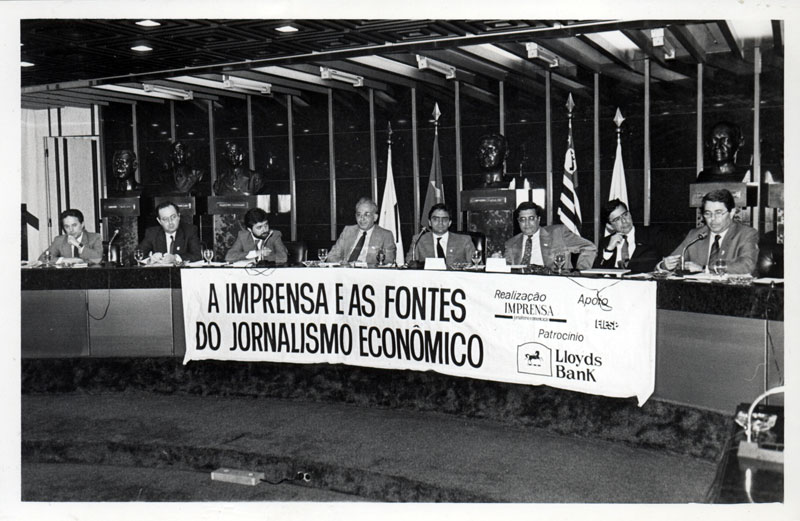 A IMPRENSA E AS FONTES
DO JORNALISMO ECONÔMICO
Realização
IMPRENSA
Apoio
FIESP
Patrocínio
Lloyds
Bank